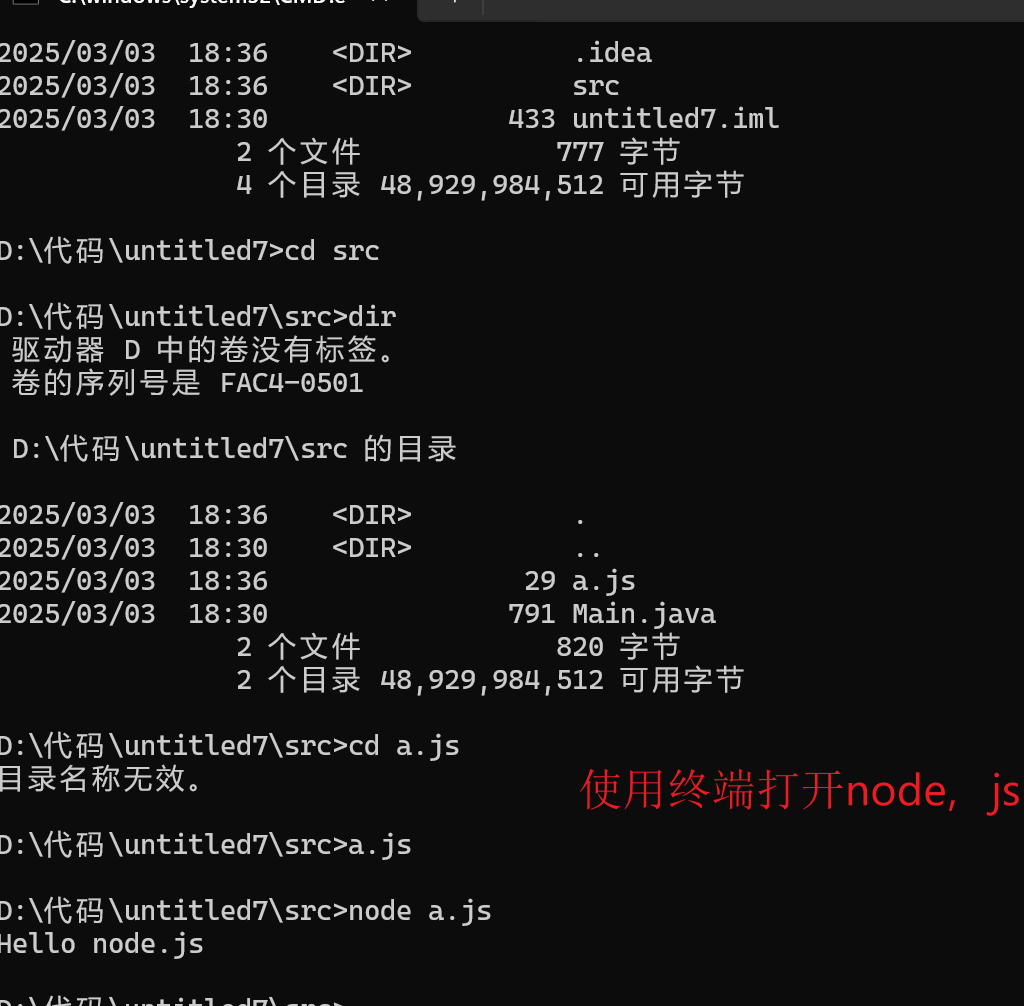 2025/03/03  18:36    <DIR>          .idea
2025/03/03  18:36    <DIR>          src
2025/03/03  18:30               433 untitled7.iml
2 个文件            777 字节
4 个目录 48,929,984,512 可用字节
D:\代码\untitled7>cd src
D:\代码\untitled7\src>dir
驱动器 D 中的卷没有标签。
卷的序列号是 FAC4-0501
D:\代码\untitled7\src 的目录
2025/03/03  18:36    <DIR>          .
2025/03/03  18:30    <DIR>          ..
2025/03/03  18:36                29 a.js
2025/03/03  18:30               791 Main.java
2 个文件            820 字节
2 个目录 48,929,984,512 可用字节
D:\代码\untitled7\src>cd a.js
目录名称无效。
使用终端打开node, js
D:\代码\untitled7\src>a.js
D:\代码\untitled7\src>node a.js
Hello node.js
D:\代码\untitled7\src>